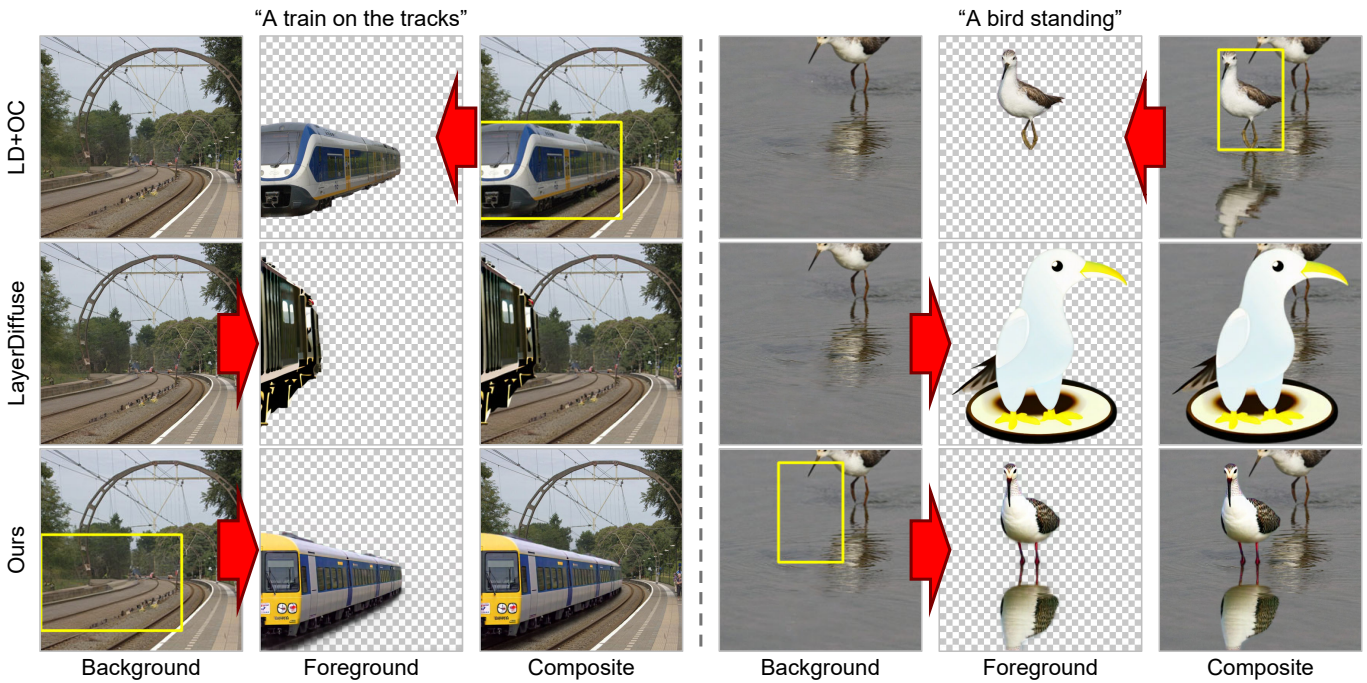 “A train on the tracks”
“A bird standing”
LD+OC
LayerDiffuse
Ours
Background
Foreground
Composite
Background
Foreground
Composite